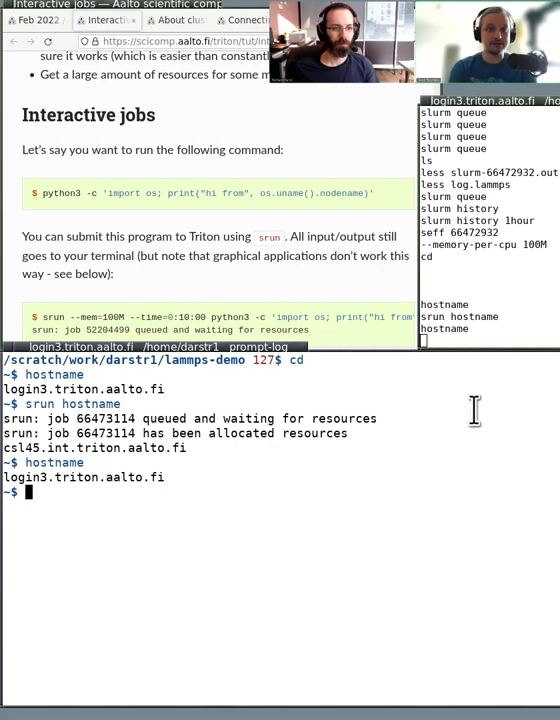 Interactive jobs — Aalto scientific comp
Feb 2022
Interactiv
About clus
Connecti
https://scicomp.aalto.fi/triton/tut/int
sure it works (which is easier than constantl
• Get a large amount of resources for some m
Interactive jobs
Let's say you want to run the following command:
$ python3 -c 'import os; print("hi from", os.uname().nodename)'
You can submit this program to Triton using srun. All input/output still
goes to your terminal (but note that graphical applications don't work this
way - see below):
$ srun --mem=100M --time=0:10:00 python3 -c 'import os; print("hi from"
srun: job 52204499 queued and waiting for resources
login3.triton.aalto.fi /ho
slurm queue
slurm queue
slurm queue
slurm queue
ls
less slurm-66472932.out
less log.lammps
slurm queue
slurm history
slurm history 1hour
seff 66472932
--memory-per-cpu 100M
cd
hostname
srun hostname
hostname
login3.triton.aalto.fi /home/darstr1 prompt-log
/scratch/work/darstr1/lammps-demo 127$ cd
~$ hostname
login3.triton.aalto.fi
~$ srun hostname
srun: job 66473114 queued and waiting for resources
srun: job 66473114 has been allocated resources
csl45.int.triton.aalto.fi
~$ hostname
login3.triton.aalto.fi
~$